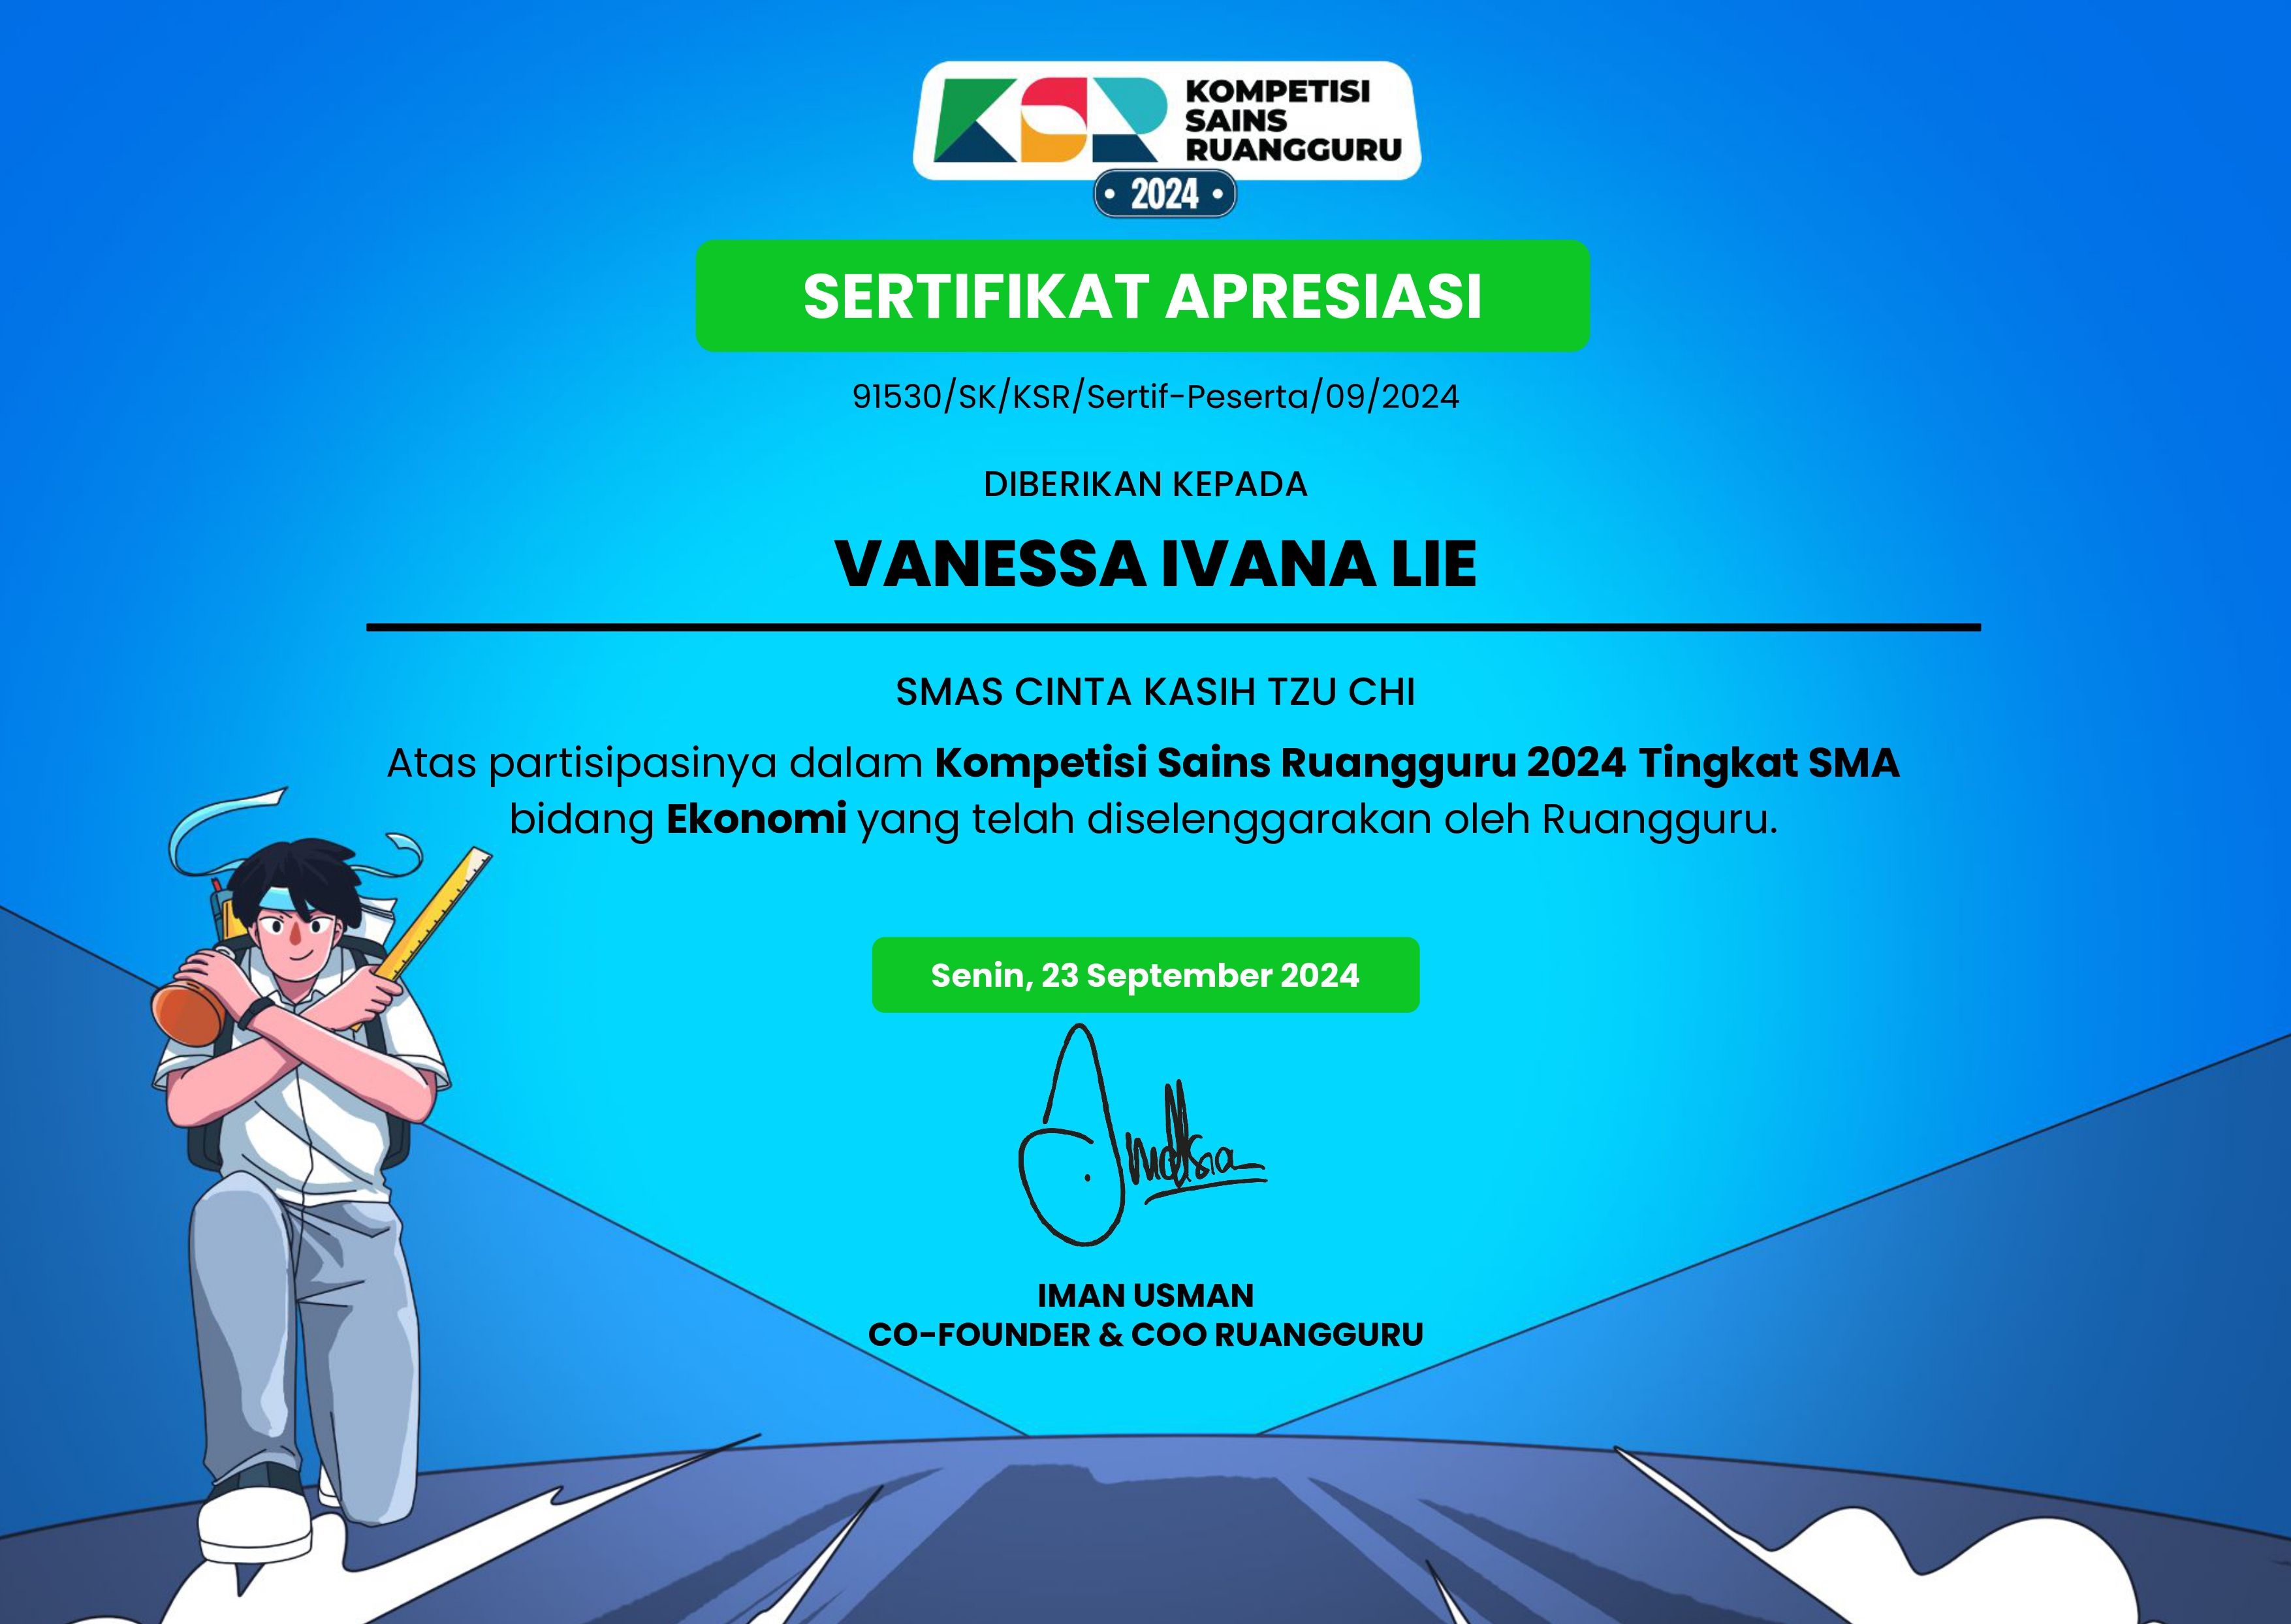 KOMPETISI
SAINS
RUANGGURU
• 2024 •
SERTIFIKAT APRESIASI
91530/SK/KSR/Sertif-Peserta/09/2024
DIBERIKAN KEPADA
VANESSA IVANA LIE
SMAS CINTA KASIH TZU CHI
Atas partisipasinya dalam Kompetisi Sains Ruangguru 2024 Tingkat SMA
bidang Ekonomi yang telah diselenggarakan oleh Ruangguru.
Senin, 23 September 2024
IMAN USMAN
CO-FOUNDER & COO RUANGGURU